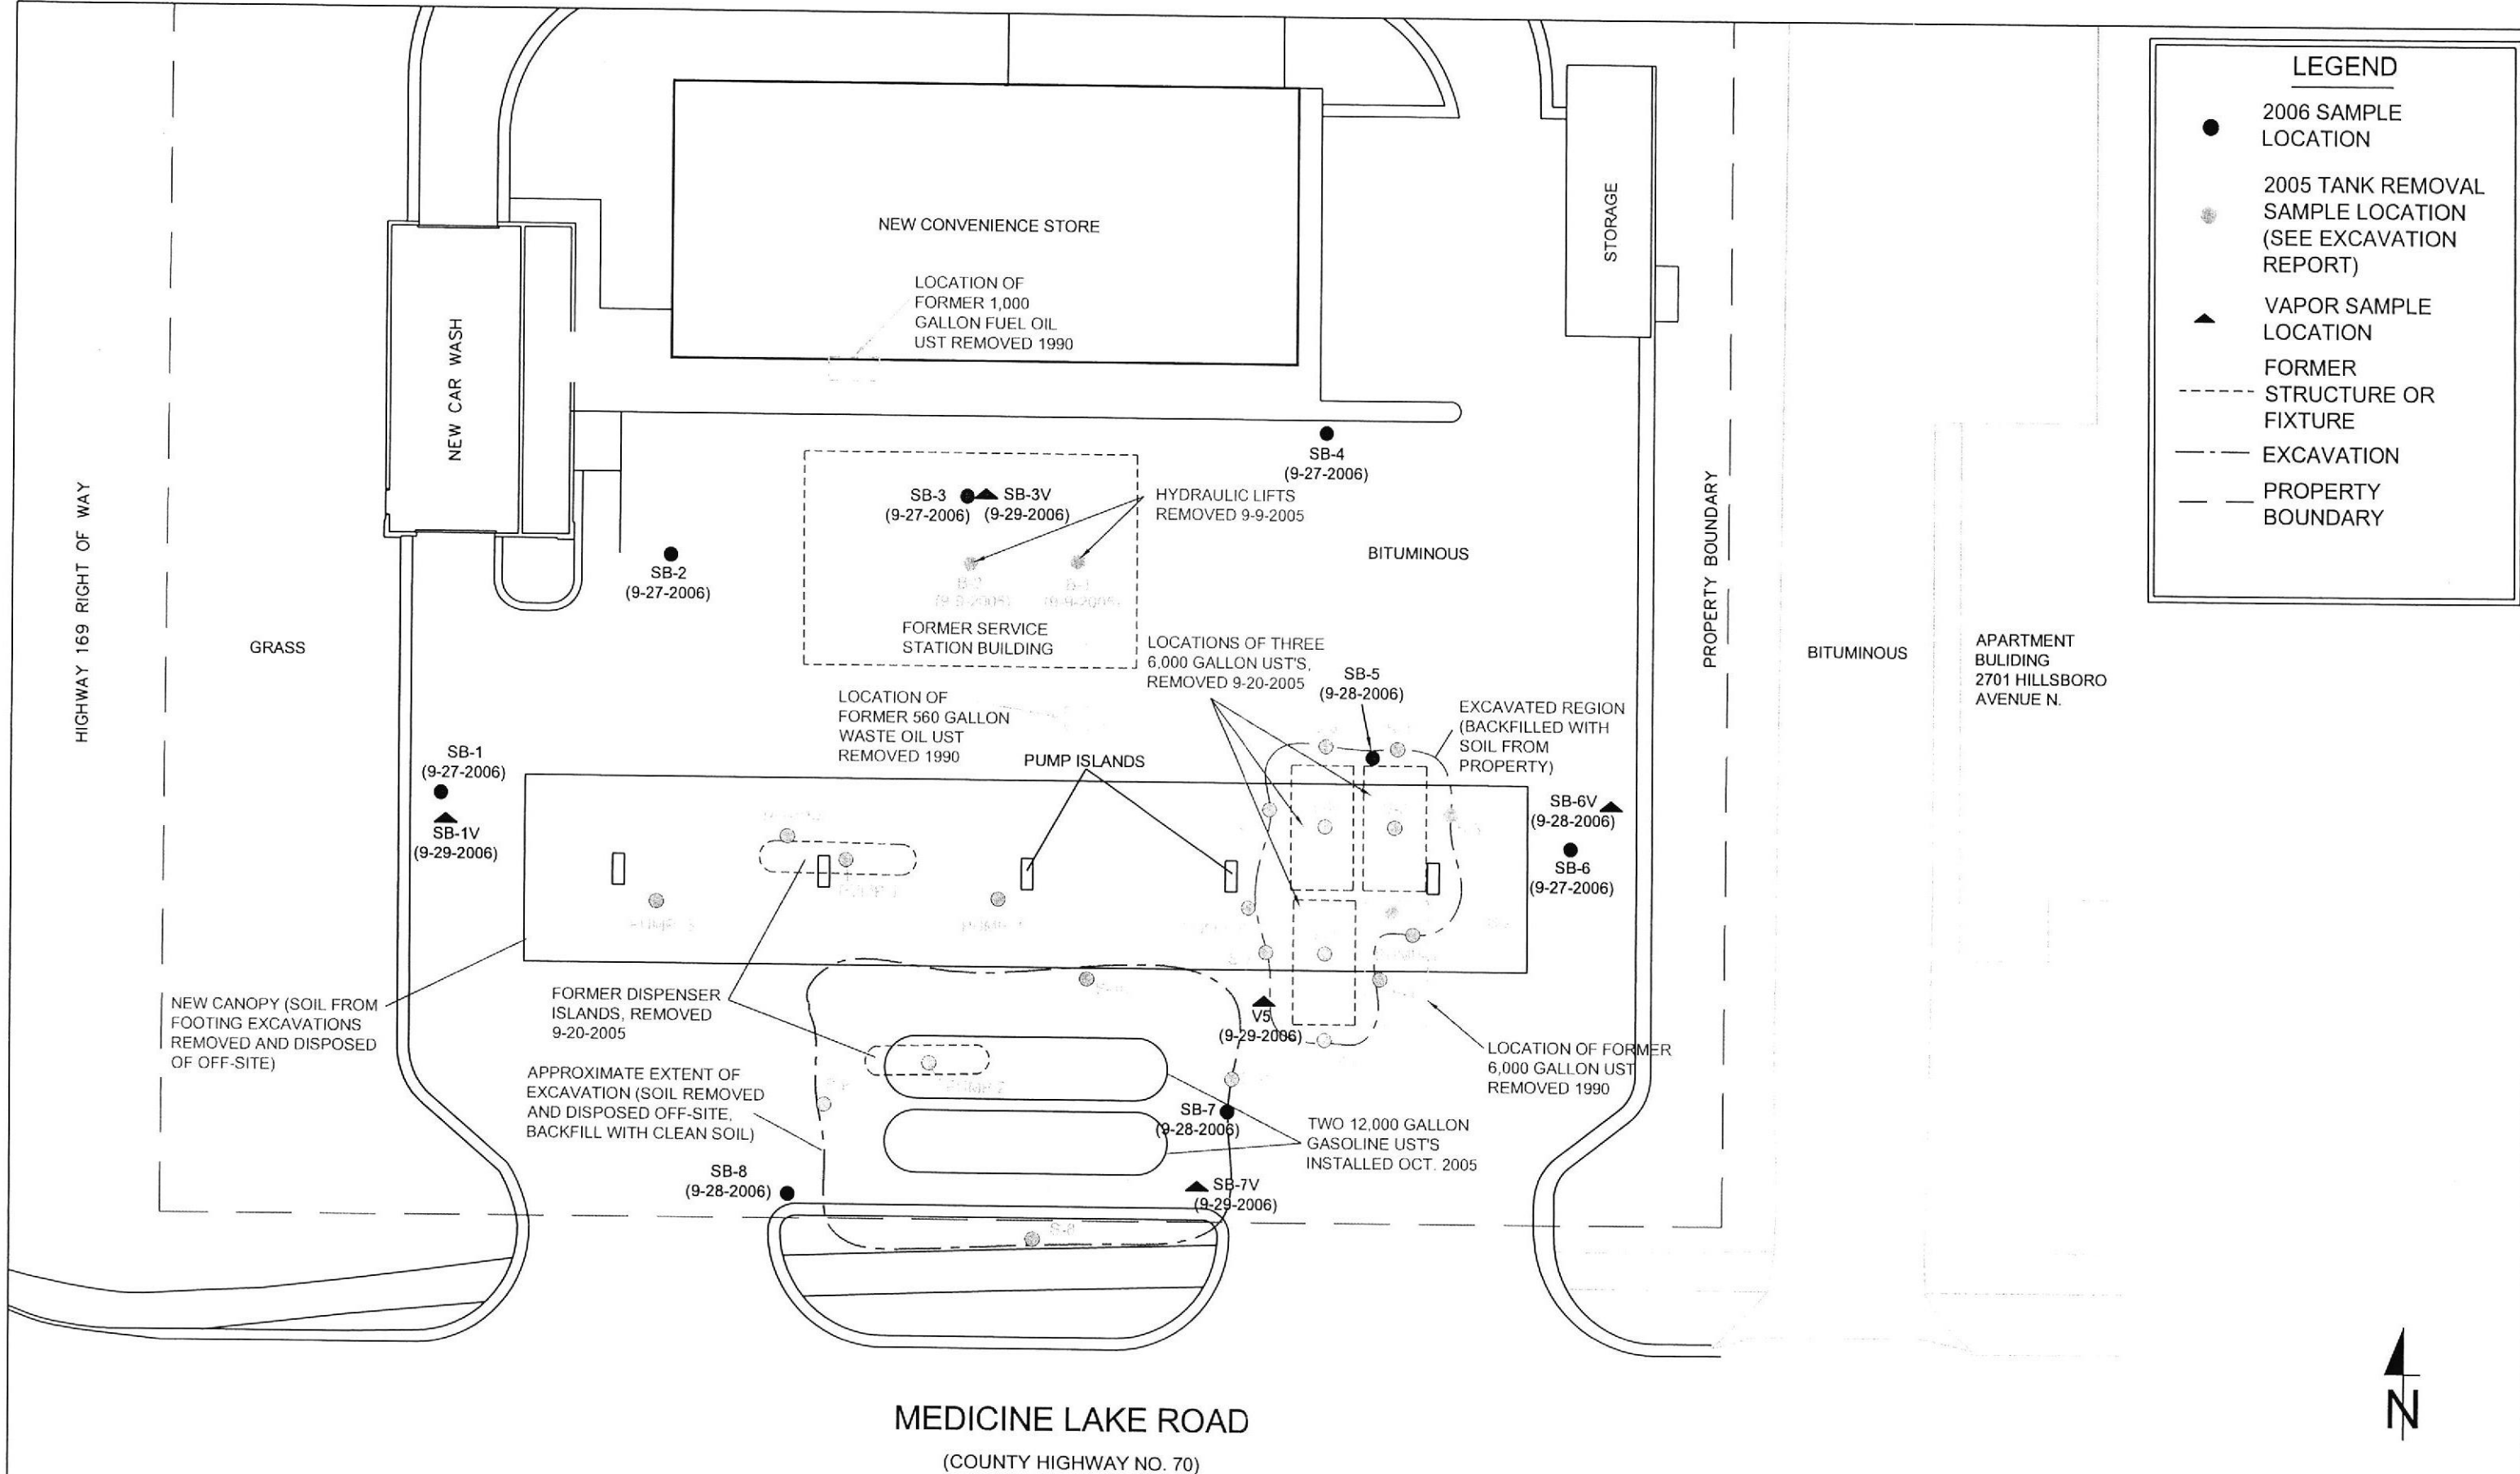 LEGEND
2006 SAMPLE
LOCATION
2005 TANK REMOVAL
SAMPLE LOCATION
(SEE EXCAVATION
REPORT)
VAPOR SAMPLE
LOCATION
FORMER
STRUCTURE OR
FIXTURE
EXCAVATION
PROPERTY
BOUNDARY
NEW CONVENIENCE STORE
STORAGE
LOCATION OF
FORMER 1,000
GALLON FUEL OIL
UST REMOVED 1990
NEW CAR WASH
HIGHWAY 169 RIGHT OF WAY
GRASS
SB-4
(9-27-2006)
SB-3
(9-27-2006)
SB-3V
(9-29-2006)
HYDRAULIC LIFTS
REMOVED 9-9-2005
BITUMINOUS
PROPERTY BOUNDARY
SB-2
(9-27-2006)
B-2
(9-9-2005)
B-1
(9-9-2005)
FORMER SERVICE
STATION BUILDING
LOCATIONS OF THREE
6,000 GALLON UST'S,
REMOVED 9-20-2005
BITUMINOUS
APARTMENT
BULIDING
2701 HILLSBORO
AVENUE N.
SB-5
(9-28-2006)
LOCATION OF
FORMER 560 GALLON
WASTE OIL UST
REMOVED 1990
EXCAVATED REGION
(BACKFILLED WITH
SOIL FROM
PROPERTY)
PUMP ISLANDS
SB-1
(9-27-2006)
SB-1V
(9-29-2006)
SB-6V
(9-28-2006)
SB-6
(9-27-2006)
NEW CANOPY (SOIL FROM
FOOTING EXCAVATIONS
REMOVED AND DISPOSED
OF OFF-SITE)
FORMER DISPENSER
ISLANDS, REMOVED
9-20-2005
V5
(9-29-2006)
LOCATION OF FORMER
6,000 GALLON UST
REMOVED 1990
APPROXIMATE EXTENT OF
EXCAVATION (SOIL REMOVED
AND DISPOSED OFF-SITE,
BACKFILL WITH CLEAN SOIL)
SB-7
(9-28-2006)
TWO 12,000 GALLON
GASOLINE UST'S
INSTALLED OCT. 2005
SB-8
(9-28-2006)
SB-7V
(9-29-2006)
S-8
MEDICINE LAKE ROAD
(COUNTY HIGHWAY NO. 70)
N